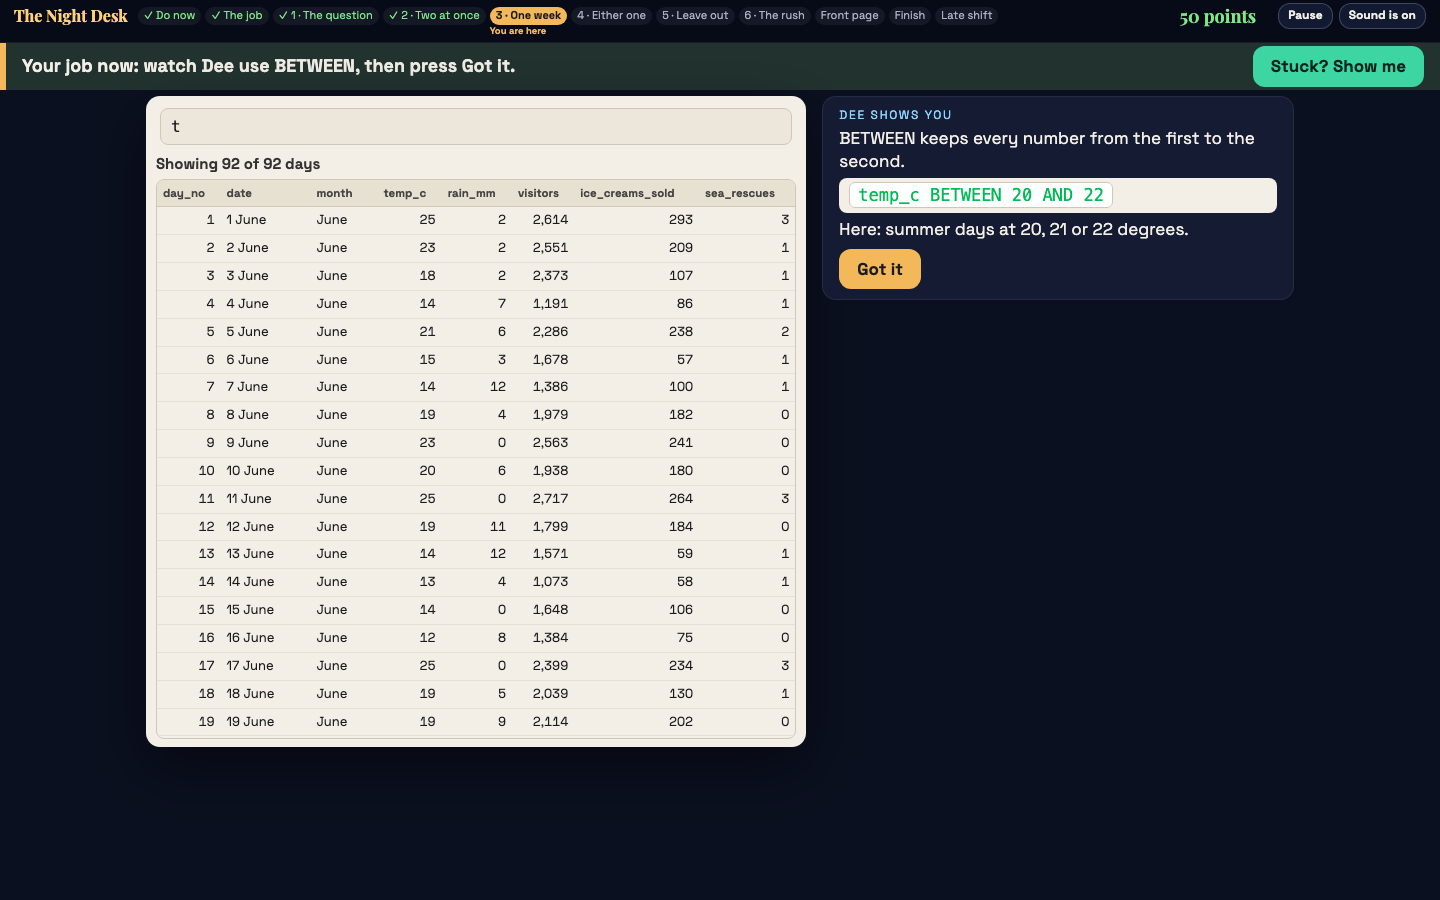 The Night Desk ✓ Do now ✓ The job ✓ 1 · The question ✓ 2 · Two at once 3 · One week 4 · Either one 5 · Leave out 6 · The rush Front page Finish Late shift 50 points Pause Sound is on
You are here
Your job now: watch Dee use BETWEEN, then press Got it. Stuck? Show me
t
Showing 92 of 92 days
day_no date month temp_c rain_mm visitors ice_creams_sold sea_rescues
1 1 June June 25 2 2,614 293 3
2 2 June June 23 2 2,551 209 1
3 3 June June 18 2 2,373 107 1
4 4 June June 14 7 1,191 86 1
5 5 June June 21 6 2,286 238 2
6 6 June June 15 3 1,678 57 1
7 7 June June 14 12 1,386 100 1
8 8 June June 19 4 1,979 182 0
9 9 June June 23 0 2,563 241 0
10 10 June June 20 6 1,938 180 0
11 11 June June 25 0 2,717 264 3
12 12 June June 19 11 1,799 184 0
13 13 June June 14 12 1,571 59 1
14 14 June June 13 4 1,073 58 1
15 15 June June 14 0 1,648 106 0
16 16 June June 12 8 1,384 75 0
17 17 June June 25 0 2,399 234 3
18 18 June June 19 5 2,039 130 1
19 19 June June 19 9 2,114 202 0
DEE SHOWS YOU
BETWEEN keeps every number from the first to the
second.
temp_c BETWEEN 20 AND 22
Here: summer days at 20, 21 or 22 degrees.
Got it